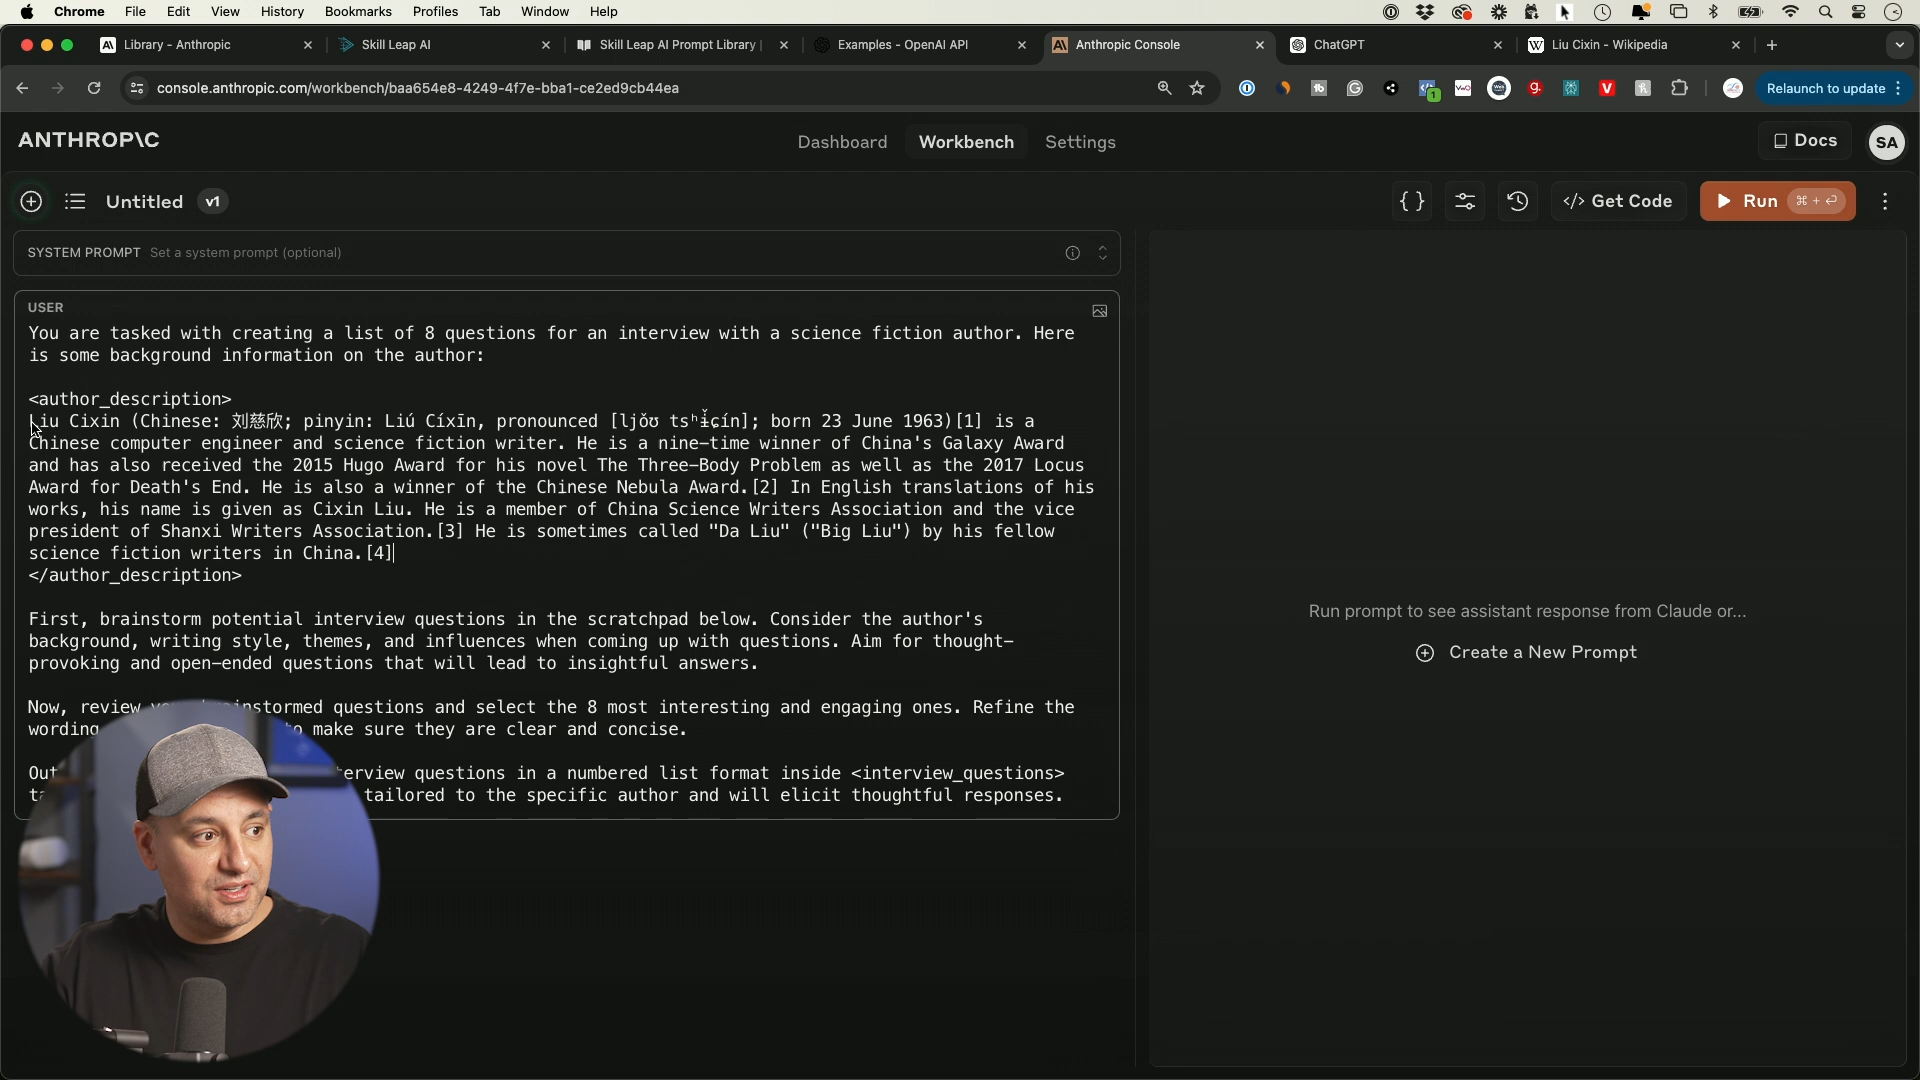 Chrome File Edit View History Bookmarks Profiles Tab Window Help
Library - Anthropic
Skill Leap AI
Skill Leap AI Prompt Library |
Examples - OpenAI API
Anthropic Console
ChatGPT
Liu Cixin - Wikipedia
console.anthropic.com/workbench/baa654e8-4249-4f7e-bba1-ce2ed9cb44ea
Relaunch to update
ANTHROP\C
Dashboard Workbench Settings
Docs
SA
Untitled v1
{ }
</> Get Code
Run ⌘ + ⏎
SYSTEM PROMPT Set a system prompt (optional)
USER
You are tasked with creating a list of 8 questions for an interview with a science fiction author. Here
is some background information on the author:
<author_description>
Liu Cixin (Chinese: 刘慈欣; pinyin: Liú Cíxīn, pronounced [ljǒʊ tsʰɨ̌ɕín]; born 23 June 1963)[1] is a
Chinese computer engineer and science fiction writer. He is a nine-time winner of China's Galaxy Award
and has also received the 2015 Hugo Award for his novel The Three-Body Problem as well as the 2017 Locus
Award for Death's End. He is also a winner of the Chinese Nebula Award.[2] In English translations of his
works, his name is given as Cixin Liu. He is a member of China Science Writers Association and the vice
president of Shanxi Writers Association.[3] He is sometimes called "Da Liu" ("Big Liu") by his fellow
science fiction writers in China.[4]
</author_description>
First, brainstorm potential interview questions in the scratchpad below. Consider the author's
background, writing style, themes, and influences when coming up with questions. Aim for thought-
provoking and open-ended questions that will lead to insightful answers.
Now, review questions and select the 8 most interesting and engaging ones. Refine the
wording make sure they are clear and concise.
questions in a numbered list format inside <interview_questions>
tailored to the specific author and will elicit thoughtful responses.
Run prompt to see assistant response from Claude or...
Create a New Prompt